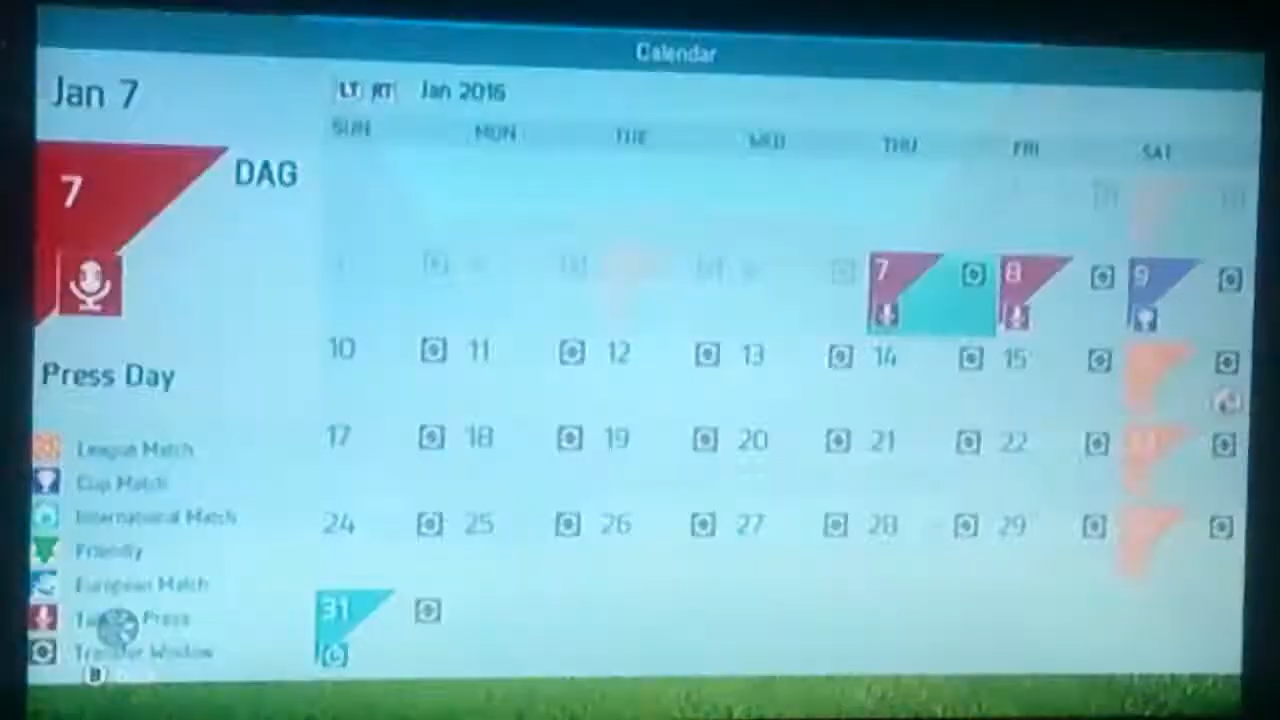 Calendar
Jan 7
LT RT Jan 2016
SUN MON TUE WED THU FRI SAT
7 DAG
7 8 9
10 11 12 13 14 15
Press Day
17 18 19 20 21 22
League Match
Cup Match
International Match
24 25 26 27 28 29
Friendly
European Match
31
Press
Transfer Window
B